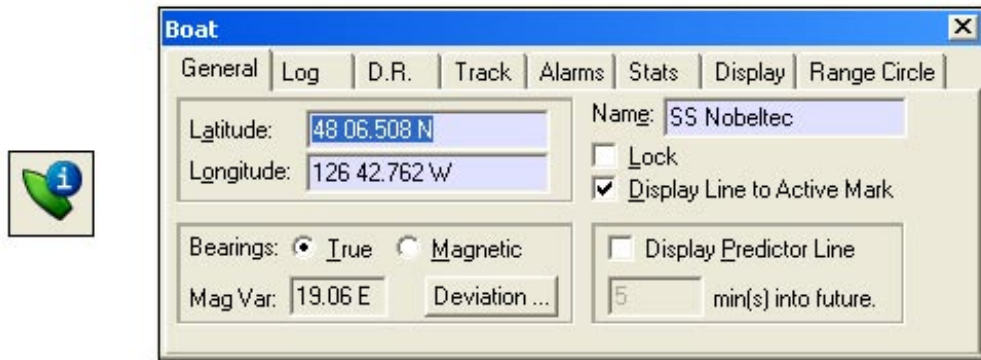 Boat
General Log D.R. Track Alarms Stats Display Range Circle
Latitude: 48 06.508 N
Longitude: 126 42.762 W
Name: SS Nobeltec
Lock
Display Line to Active Mark
Bearings: True Magnetic
Mag Var: 19.06 E Deviation ...
Display Predictor Line
5 min(s) into future.
i